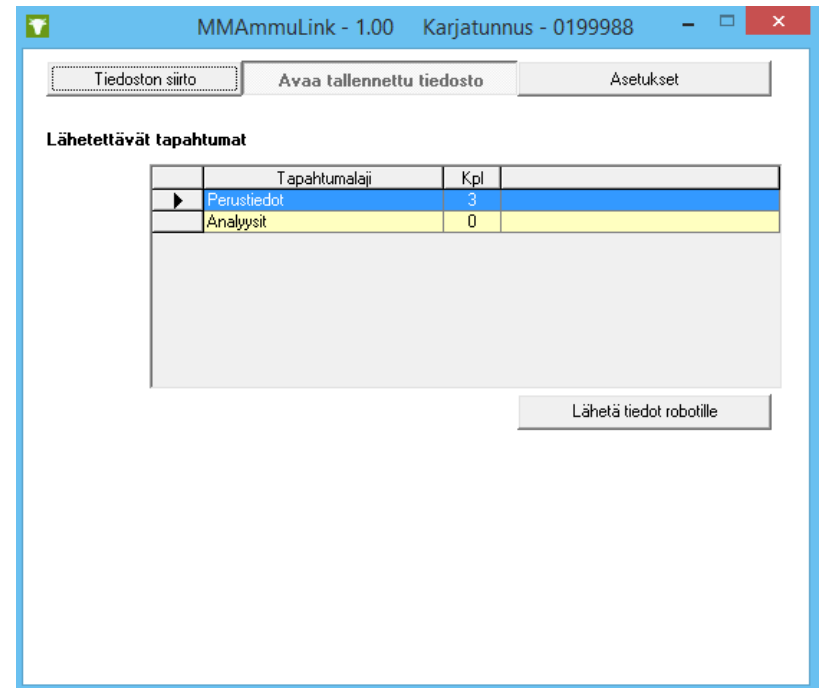 MMAmmuLink - 1.00 Karjatunnus - 0199988
Tiedoston siirto Avaa tallennettu tiedosto Asetukset
Lähetettävät tapahtumat
Tapahtumalaji Kpl
Perustiedot 3
Analyysit 0
Lähetä tiedot robotille